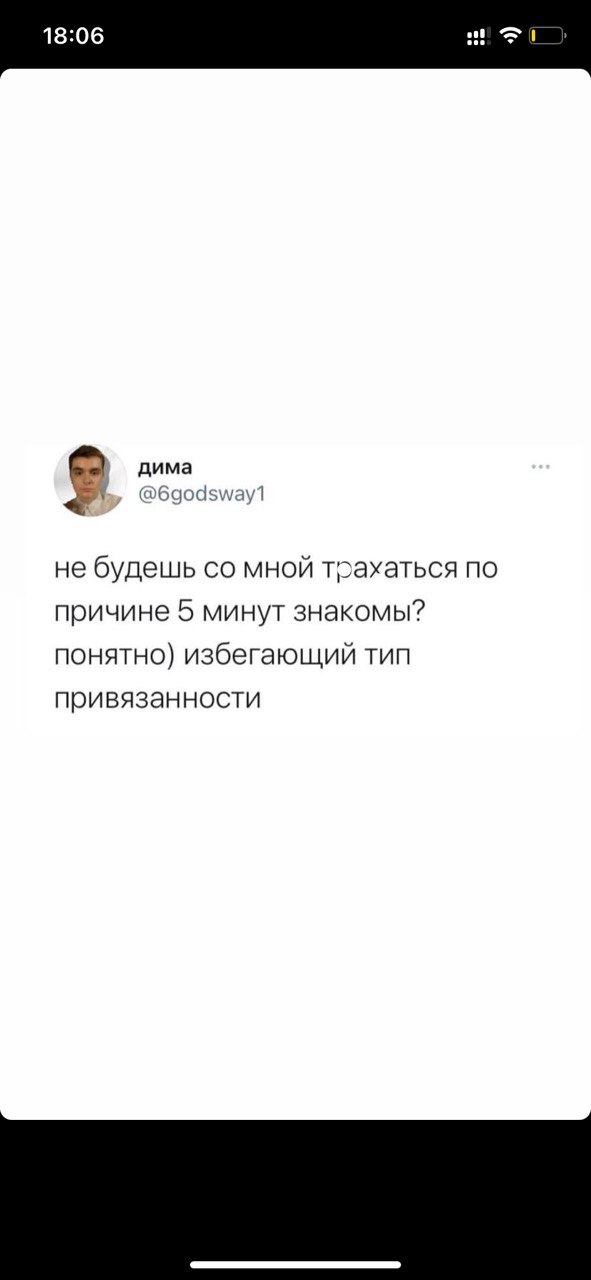 18:06
дима
@6godsway1
не будешь со мной трахаться по
причине 5 минут знакомы?
понятно) избегающий тип
привязанности